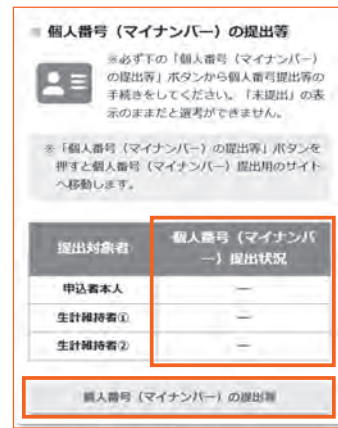 個人番号（マイナンバー）の提出等
※必ず下の「個人番号（マイナンバー）
の提出等」ボタンから個人番号提出等の
手続きをしてください。「未提出」の表
示のままだと選考ができません。
※「個人番号（マイナンバー）の提出等」ボタンを
押すと個人番号（マイナンバー）提出用のサイト
へ移動します。
提出対象者
個人番号（マイナンバ
ー）提出状況
申込者本人
—
生計維持者①
—
生計維持者②
—
個人番号（マイナンバー）の提出等